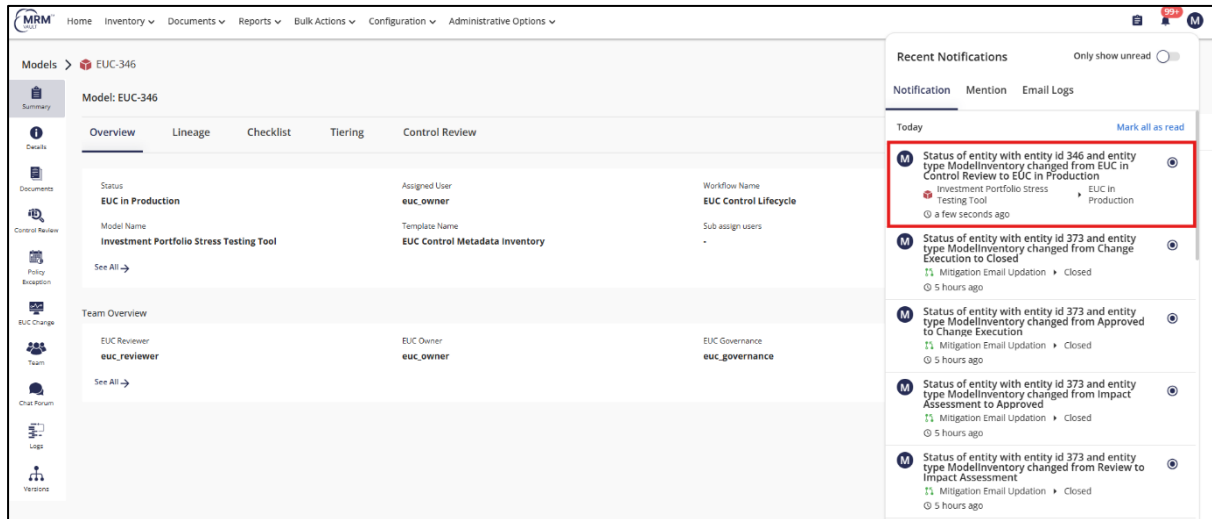 MRM
VAULT
Home Inventory Documents Reports Bulk Actions Configuration Administrative Options
99+
M
Models > EUC-346
Summary
Details
Documents
Control Review
Policy
Exception
EUC Change
Team
Chat Forum
Logs
Versions
Model: EUC-346
Overview Lineage Checklist Tiering Control Review
Status Assigned User Workflow Name
EUC in Production euc_owner EUC Control Lifecycle
Model Name Template Name Sub assign users
Investment Portfolio Stress Testing Tool EUC Control Metadata Inventory -
See All →
Team Overview
EUC Reviewer EUC Owner EUC Governance
euc_reviewer euc_owner euc_governance
See All →
Recent Notifications Only show unread
Notification Mention Email Logs
Today Mark all as read
M
Status of entity with entity id 346 and entity
type ModelInventory changed from EUC in
Control Review to EUC in Production
Investment Portfolio Stress EUC in
Testing Tool Production
a few seconds ago
M
Status of entity with entity id 373 and entity
type ModelInventory changed from Change
Execution to Closed
Mitigation Email Updation Closed
5 hours ago
M
Status of entity with entity id 373 and entity
type ModelInventory changed from Approved
to Change Execution
Mitigation Email Updation Closed
5 hours ago
M
Status of entity with entity id 373 and entity
type ModelInventory changed from Impact
Assessment to Approved
Mitigation Email Updation Closed
5 hours ago
M
Status of entity with entity id 373 and entity
type ModelInventory changed from Review to
Impact Assessment
Mitigation Email Updation Closed
5 hours ago